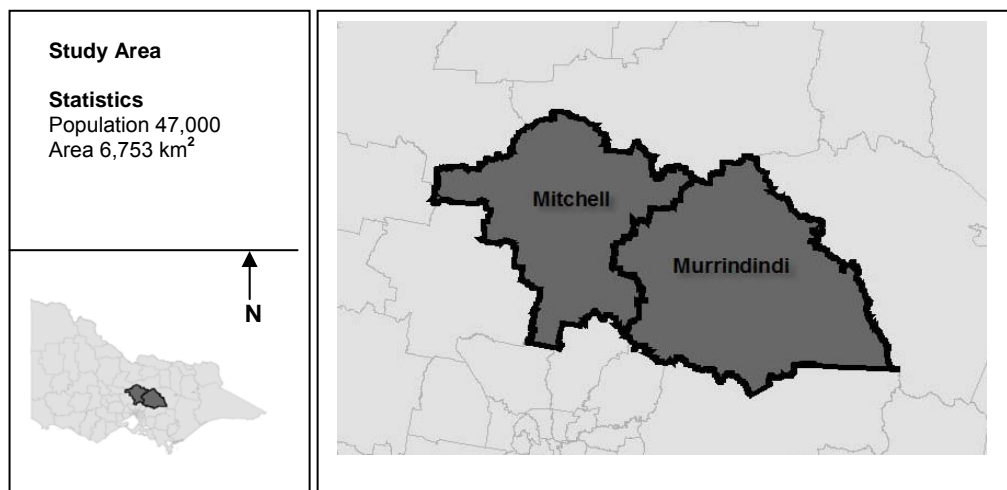 Study Area
Statistics
Population 47,000
Area 6,753 km²
N
Mitchell
Murrindindi